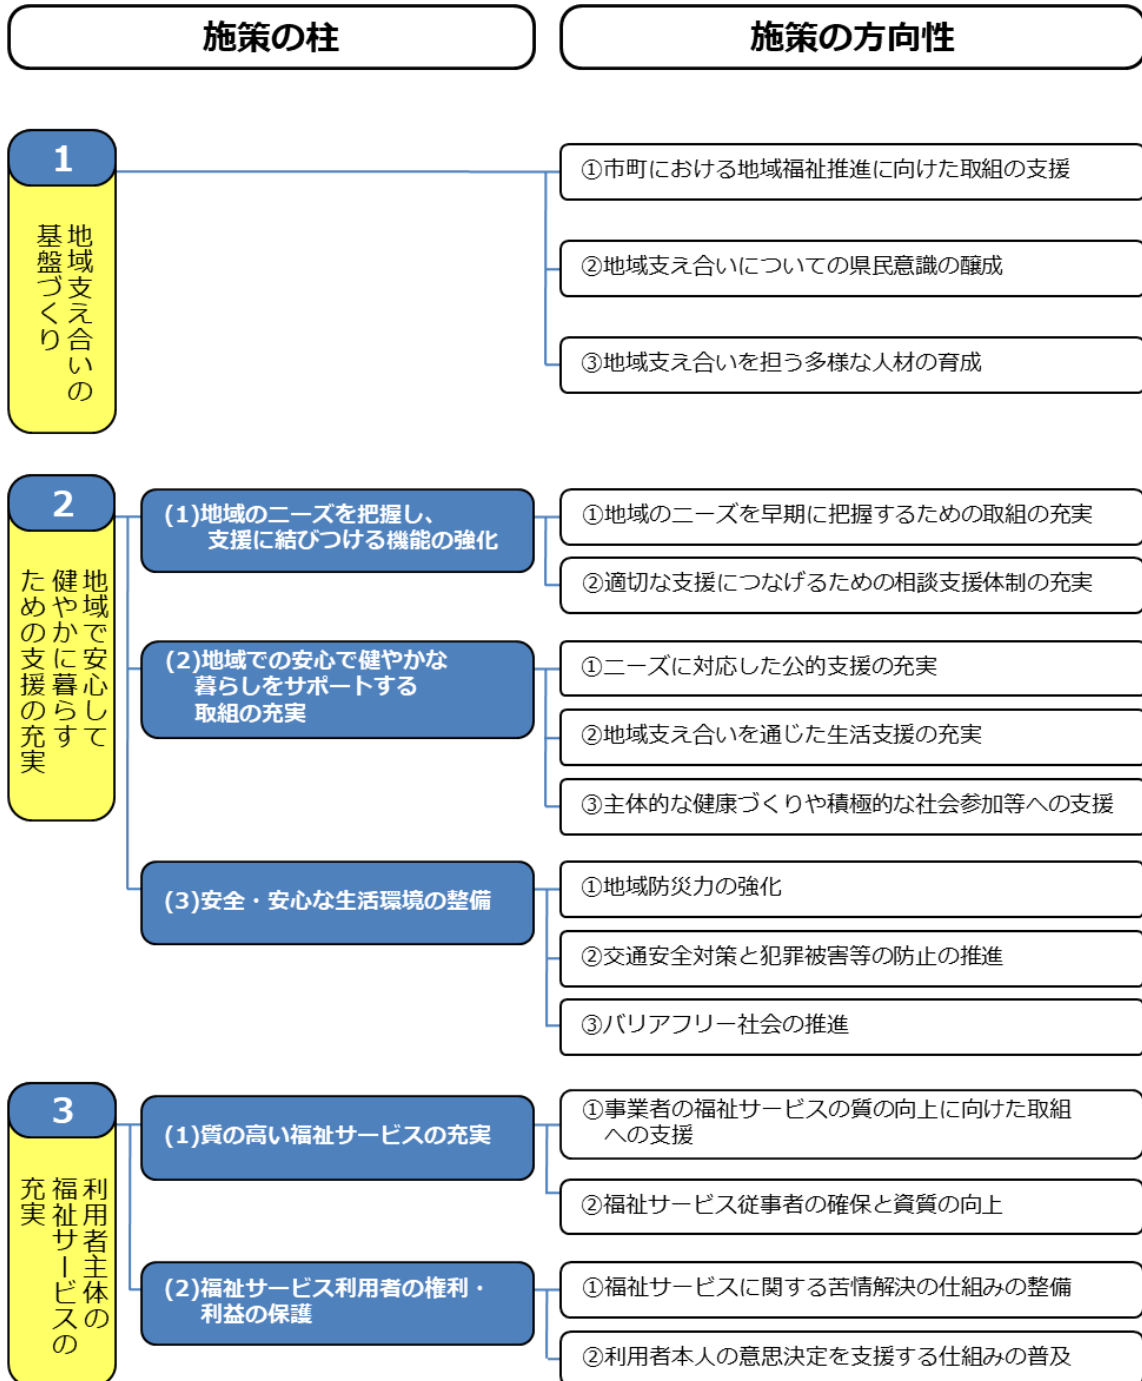 施策の柱
施策の方向性
1
地域支え合いの
基盤づくり
①市町における地域福祉推進に向けた取組の支援
②地域支え合いについての県民意識の醸成
③地域支え合いを担う多様な人材の育成
2
地域で安心して
健やかに暮らす
ための支援の充実
(1)地域のニーズを把握し、
支援に結びつける機能の強化
①地域のニーズを早期に把握するための取組の充実
②適切な支援につなげるための相談支援体制の充実
(2)地域での安心で健やかな
暮らしをサポートする
取組の充実
①ニーズに対応した公的支援の充実
②地域支え合いを通じた生活支援の充実
③主体的な健康づくりや積極的な社会参加等への支援
(3)安全・安心な生活環境の整備
①地域防災力の強化
②交通安全対策と犯罪被害等の防止の推進
③バリアフリー社会の推進
3
利用者主体の
福祉サービスの
充実
(1)質の高い福祉サービスの充実
①事業者の福祉サービスの質の向上に向けた取組
への支援
②福祉サービス従事者の確保と資質の向上
(2)福祉サービス利用者の権利・
利益の保護
①福祉サービスに関する苦情解決の仕組みの整備
②利用者本人の意思決定を支援する仕組みの普及